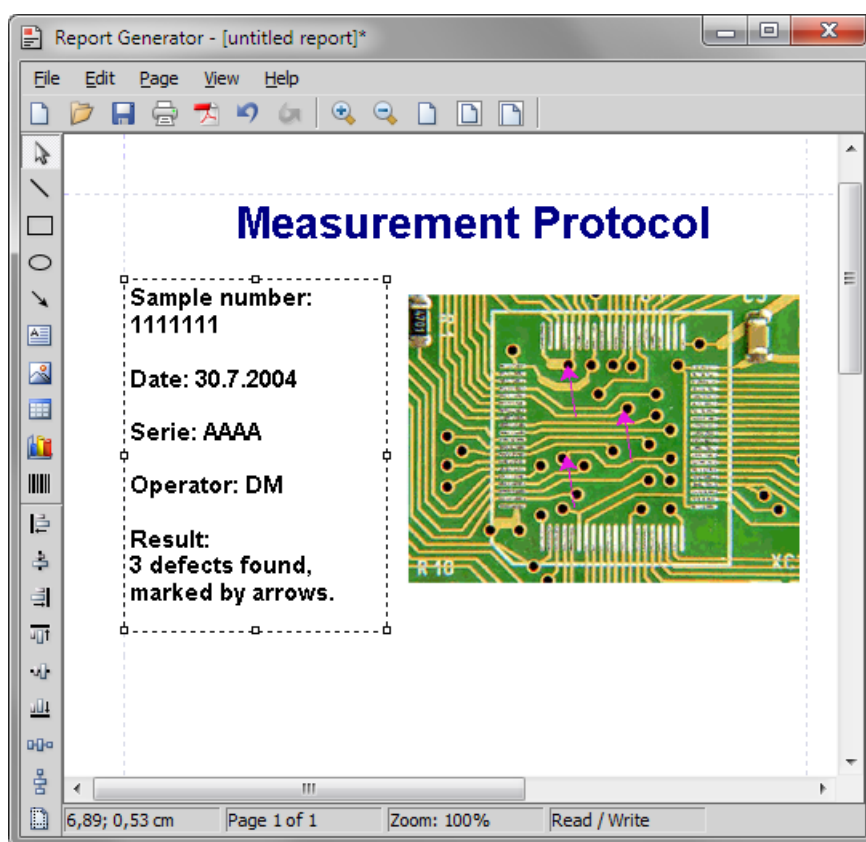 Report Generator - [untitled report]*
File Edit Page View Help
Measurement Protocol
Sample number:
1111111
Date: 30.7.2004
Serie: AAAA
Operator: DM
Result:
3 defects found,
marked by arrows.
4701
R 10
6,89; 0,53 cm Page 1 of 1 Zoom: 100% Read / Write